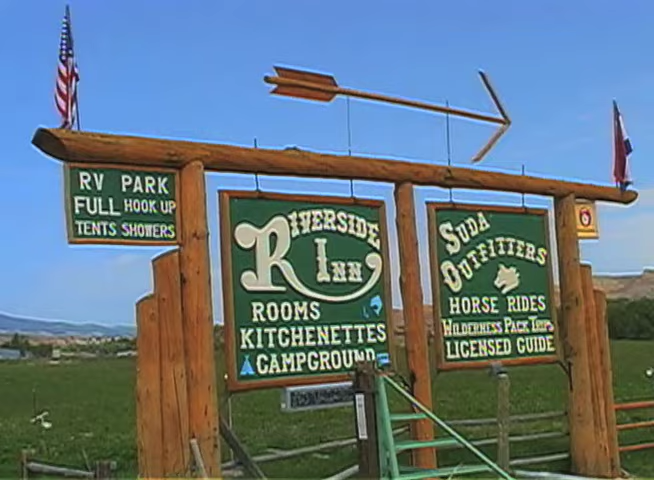 RV PARK
FULL HOOK UP
TENTS SHOWERS
RIVERSIDE
INN
ROOMS
KITCHENETTES
CAMPGROUND
SUDA
OUTFITTERS
HORSE RIDES
WILDERNESS PACK TRIPS
LICENSED GUIDE